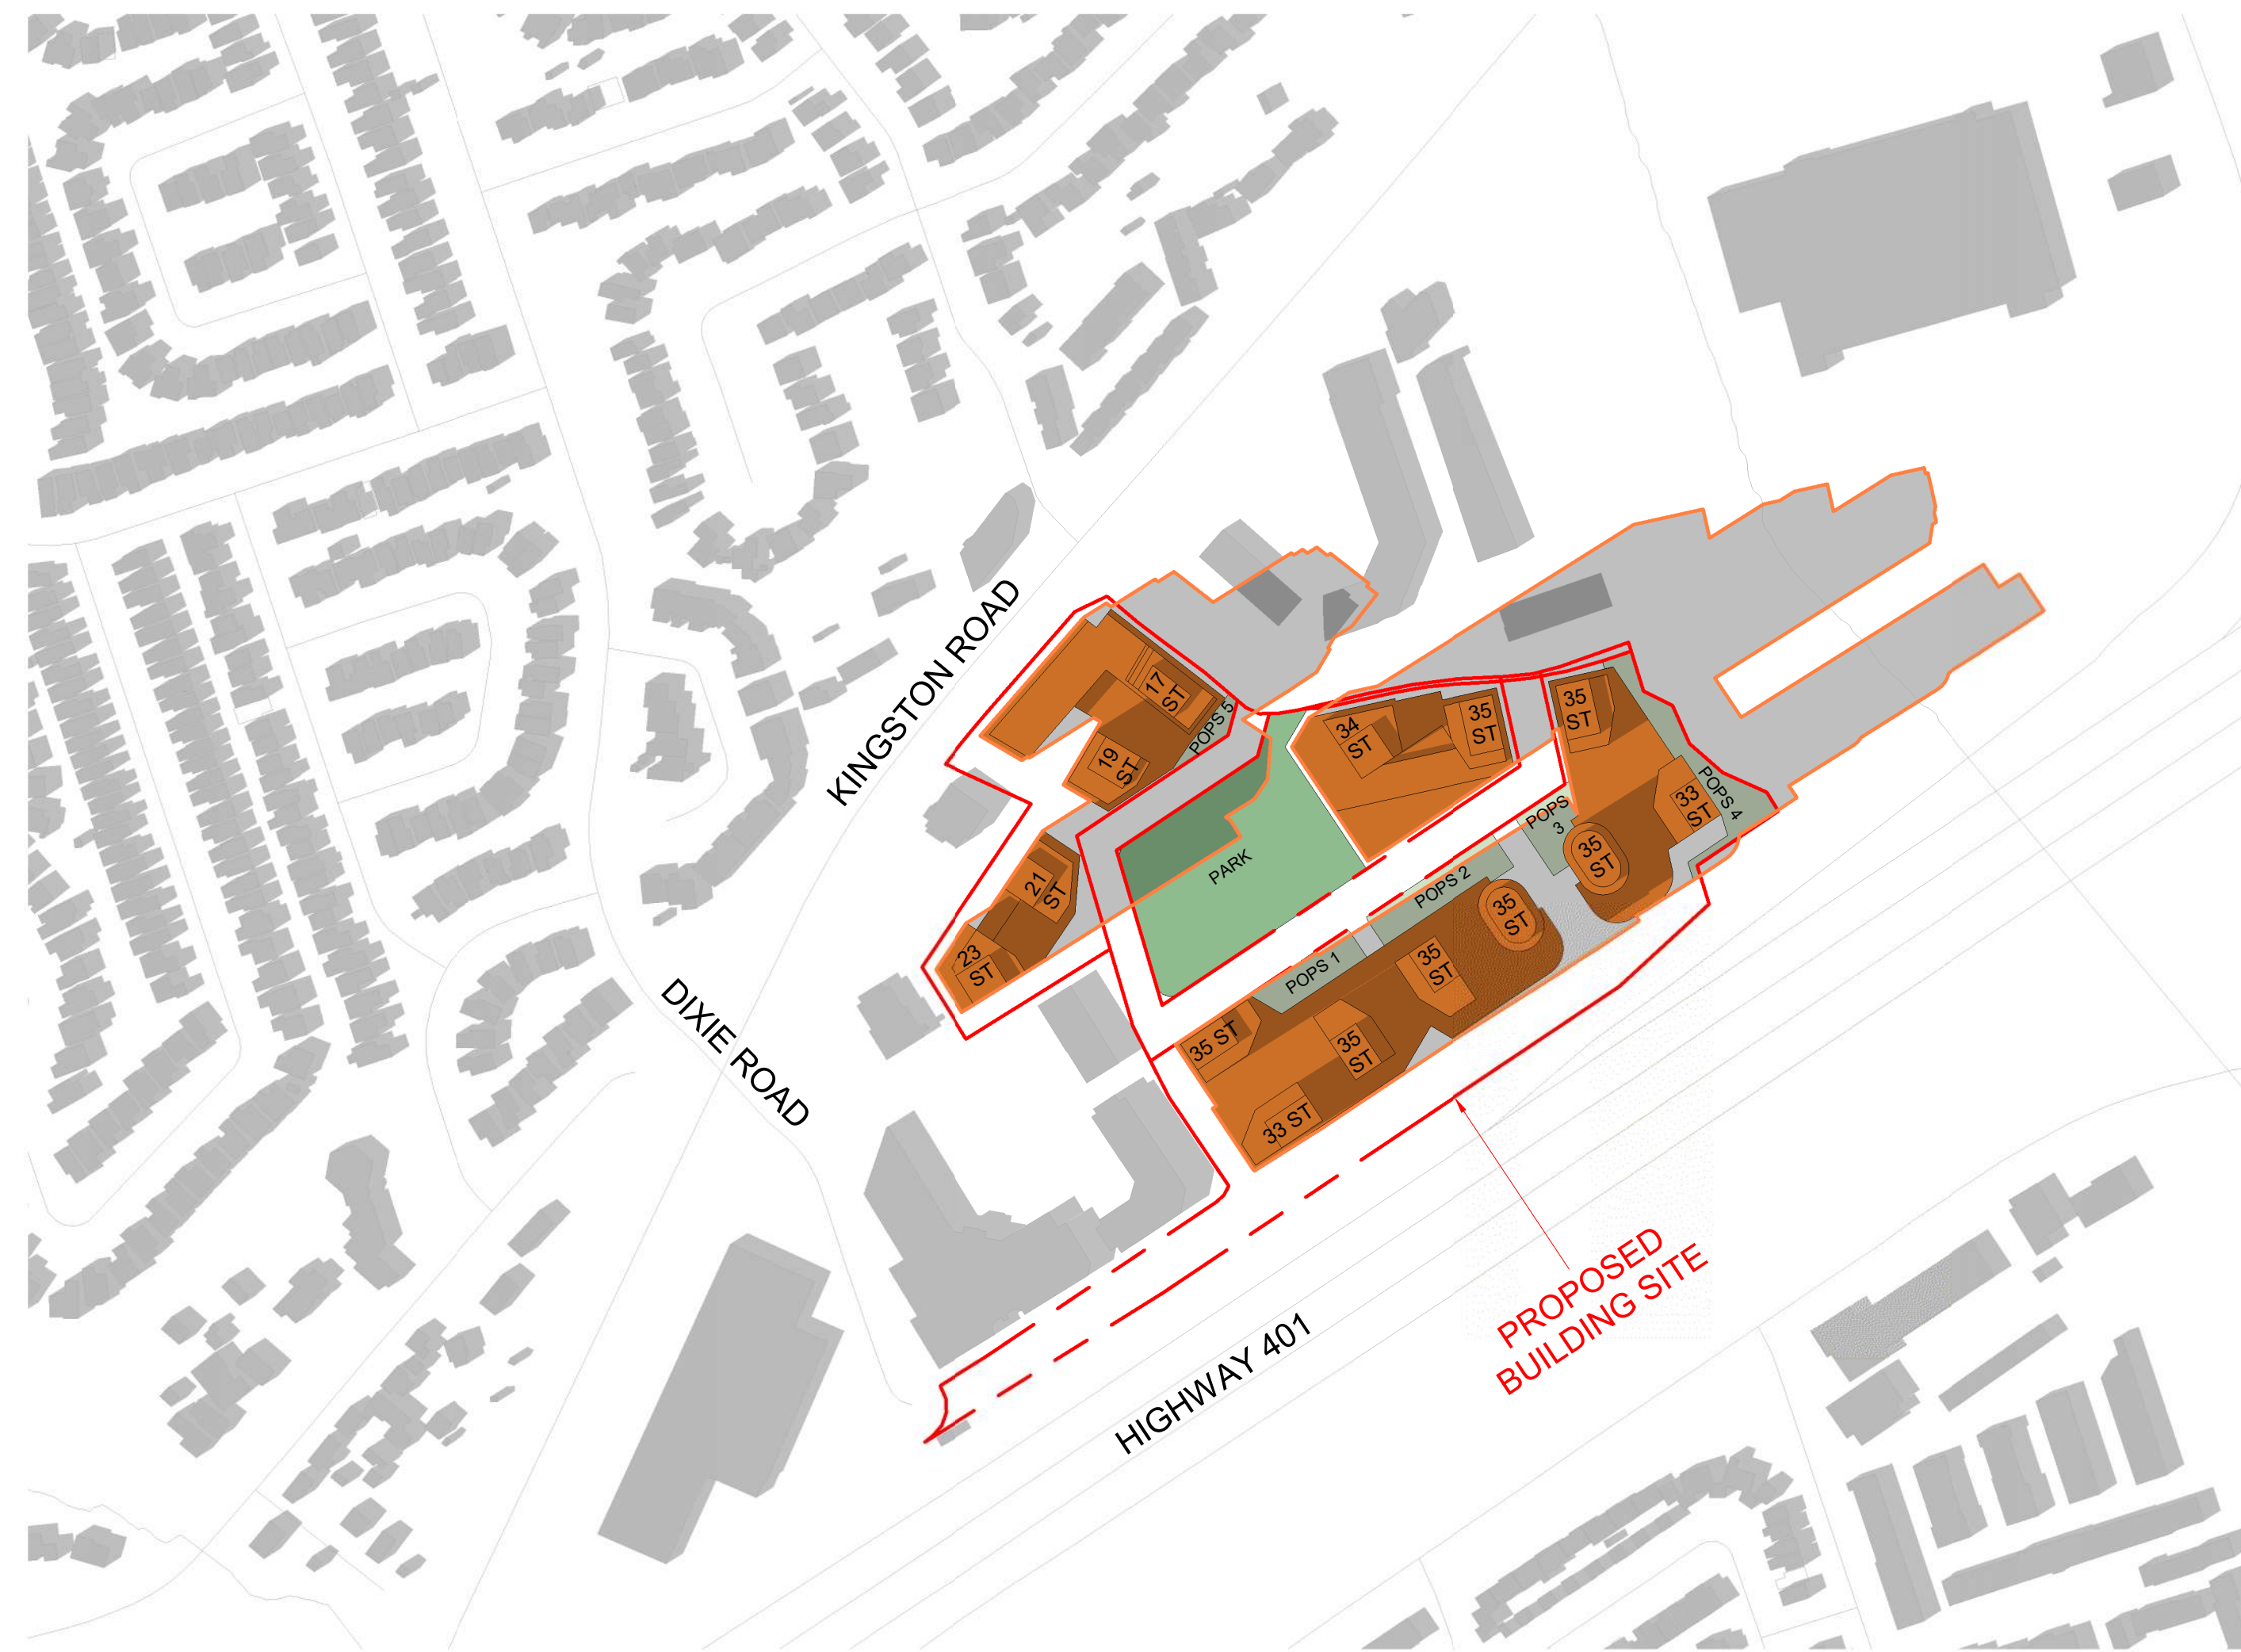 KINGSTON ROAD
17
ST
POPS 5
19
ST
34
ST
35
ST
35
ST
POPS 4
33
ST
POPS
3
35
ST
PARK
21
ST
POPS 2
35
ST
23
ST
POPS 1
35
ST
35 ST
35
ST
33 ST
DIXIE ROAD
HIGHWAY 401
PROPOSED
BUILDING SITE